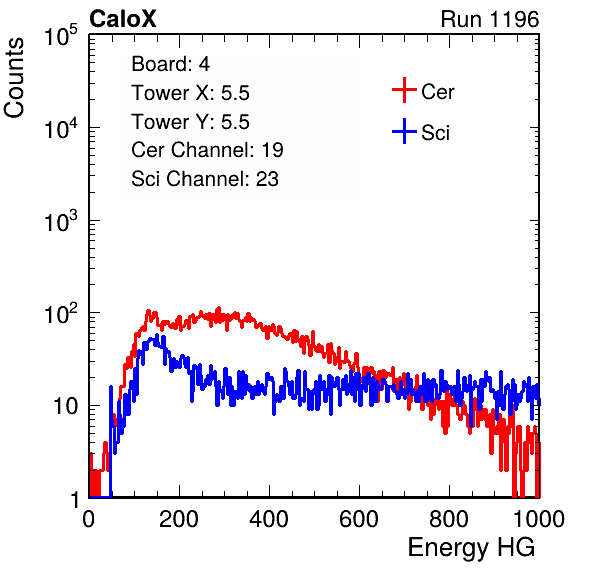 CaloX
Run 1196
Counts
Board: 4
Tower X: 5.5
Tower Y: 5.5
Cer Channel: 19
Sci Channel: 23
Cer
Sci
10^5
10^4
10^3
10^2
10
1
0 200 400 600 800 1000
Energy HG